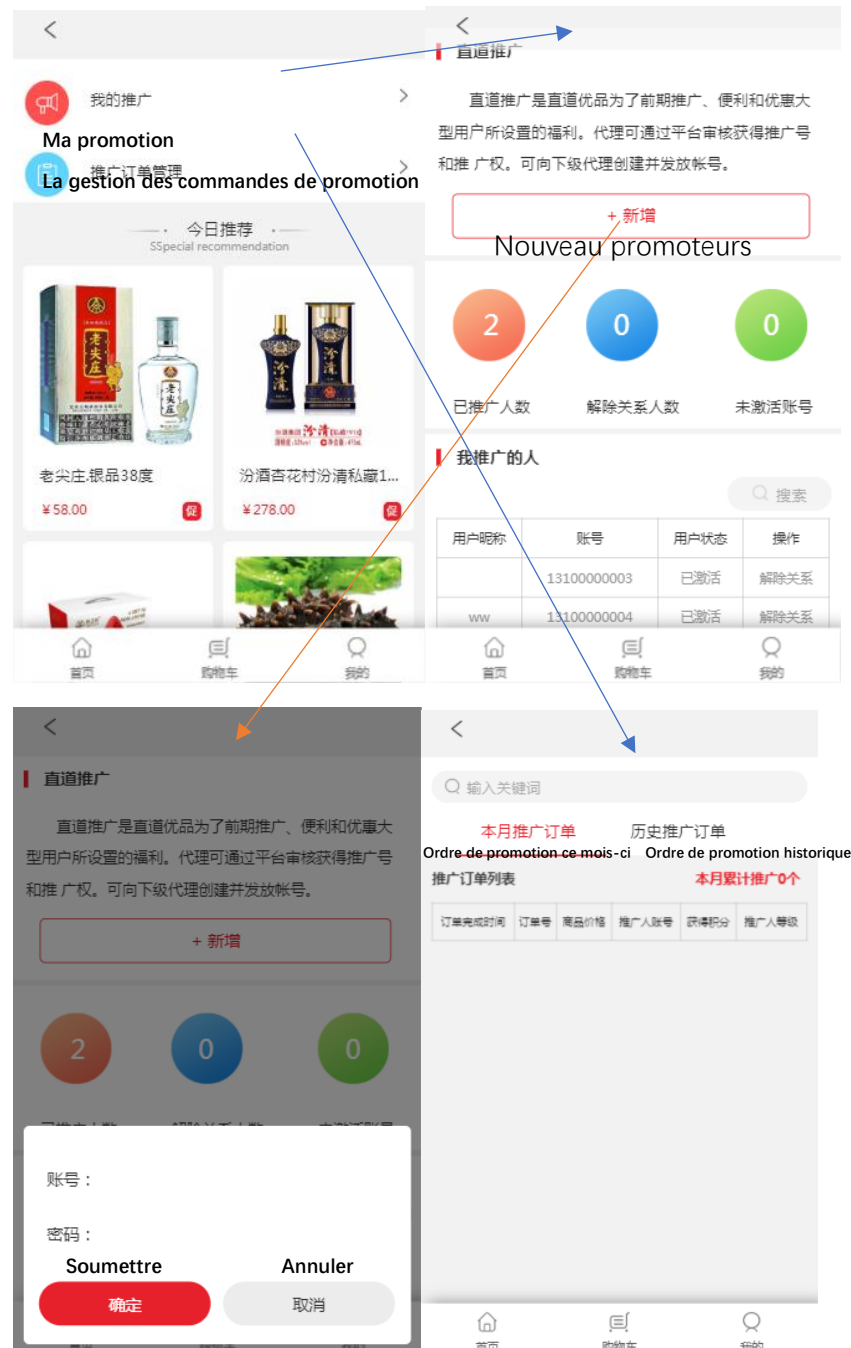 我的推广
Ma promotion
推广订单管理
La gestion des commandes de promotion
今日推荐
SSpecial recommendation
老尖庄
老尖庄
汾清
汾清
老尖庄.银品38度
¥58.00
促
汾酒杏花村汾清私藏1...
¥278.00
促
首页
购物车
我的
直道推广
直道推广是直道优品为了前期推广、便利和优惠大
型用户所设置的福利。代理可通过平台审核获得推广号
和推 广权。可向下级代理创建并发放帐号。
+ 新增
Nouveau promoteurs
2
0
0
已推广人数
解除关系人数
未激活账号
我推广的人
搜索
用户昵称 账号 用户状态 操作
13100000003 已激活 解除关系
ww 13100000004 已激活 解除关系
首页
购物车
我的
直道推广
直道推广是直道优品为了前期推广、便利和优惠大
型用户所设置的福利。代理可通过平台审核获得推广号
和推 广权。可向下级代理创建并发放帐号。
+ 新增
2
0
0
账号：
密码：
Soumettre
Annuler
确定
取消
输入关键词
本月推广订单
历史推广订单
Ordre de promotion ce mois-ci
Ordre de promotion historique
推广订单列表
本月累计推广0个
订单完成时间 订单号 商品价格 推广人账号 获得积分 推广人等级
首页
购物车
我的